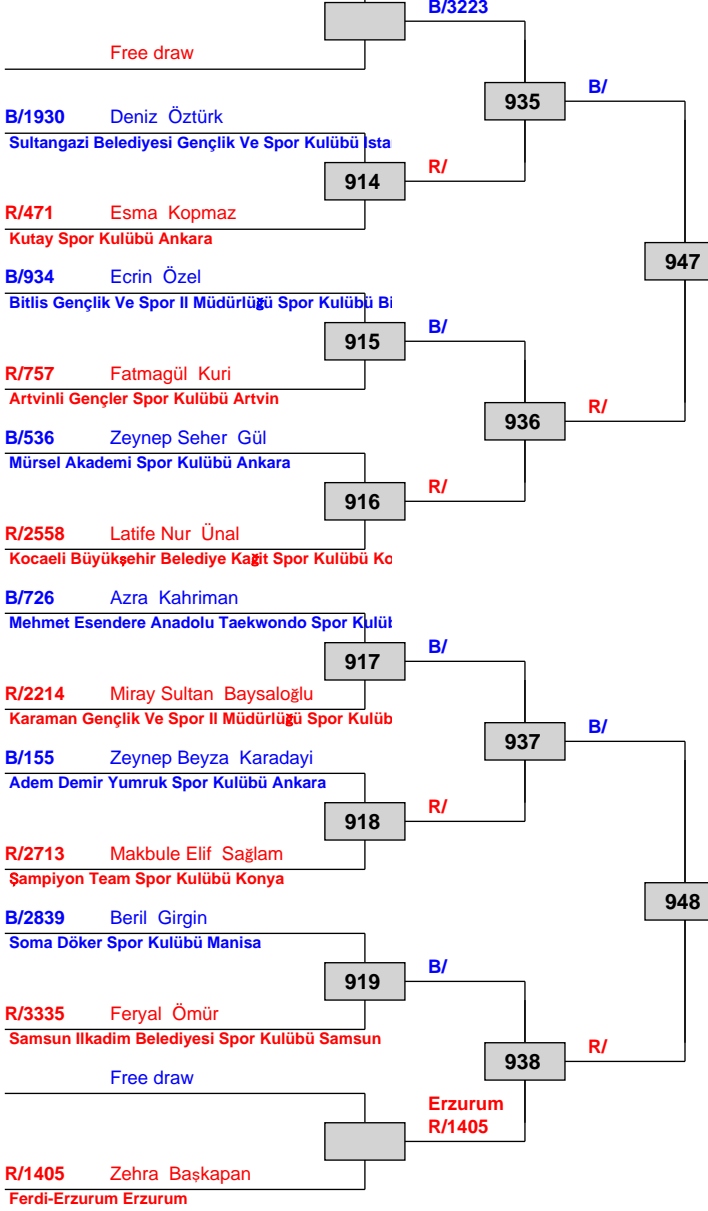 B/3223
Free draw
935
B/
B/1930 Deniz Öztürk
Sultangazi Belediyesi Gençlik Ve Spor Kulübü Ista
914
R/
R/471 Esma Kopmaz
Kutay Spor Kulübü Ankara
947
B/934 Ecrin Özel
Bitlis Gençlik Ve Spor Il Müdürlüğü Spor Kulübü Bi
915
B/
R/757 Fatmagül Kuri
Artvinli Gençler Spor Kulübü Artvin
936
R/
B/536 Zeynep Seher Gül
Mürsel Akademi Spor Kulübü Ankara
916
R/
R/2558 Latife Nur Ünal
Kocaeli Büyükşehir Belediye Kağit Spor Kulübü Ko
B/726 Azra Kahriman
Mehmet Esendere Anadolu Taekwondo Spor Kulüb
917
B/
R/2214 Miray Sultan Baysaloğlu
Karaman Gençlik Ve Spor Il Müdürlüğü Spor Kulüb
937
B/
B/155 Zeynep Beyza Karadayi
Adem Demir Yumruk Spor Kulübü Ankara
918
R/
R/2713 Makbule Elif Sağlam
Şampiyon Team Spor Kulübü Konya
948
B/2839 Beril Girgin
Soma Döker Spor Kulübü Manisa
919
B/
R/3335 Feryal Ömür
Samsun Ilkadim Belediyesi Spor Kulübü Samsun
938
R/
Free draw
Erzurum
R/1405
R/1405 Zehra Başkapan
Ferdi-Erzurum Erzurum